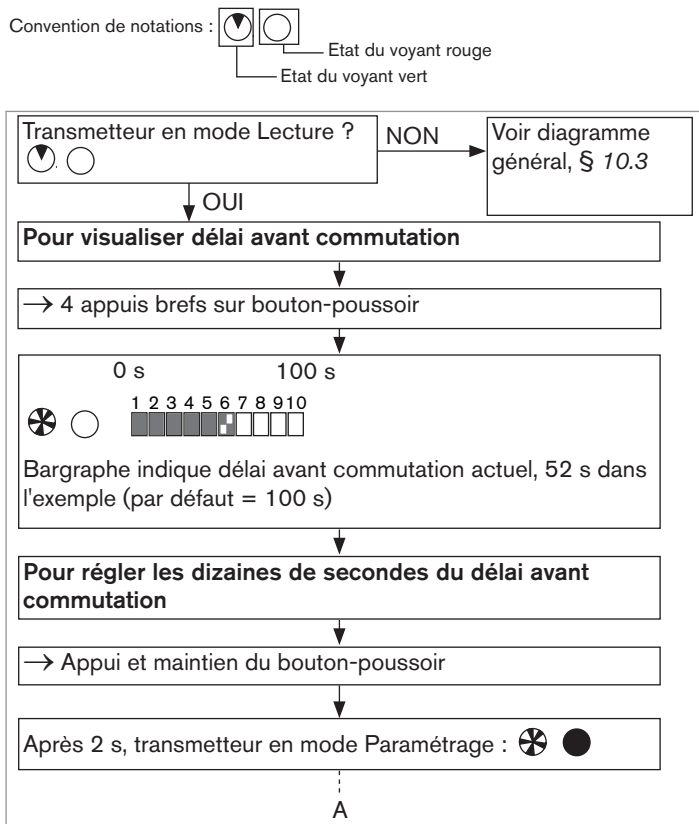 Convention de notations :
Etat du voyant rouge
Etat du voyant vert
Transmetteur en mode Lecture ?
NON
Voir diagramme
général, § 10.3
OUI
Pour visualiser délai avant commutation
→ 4 appuis brefs sur bouton-poussoir
0 s 100 s
1 2 3 4 5 6 7 8 9 10
Bargraphe indique délai avant commutation actuel, 52 s dans
l'exemple (par défaut = 100 s)
Pour régler les dizaines de secondes du délai avant
commutation
→ Appui et maintien du bouton-poussoir
Après 2 s, transmetteur en mode Paramétrage :
A